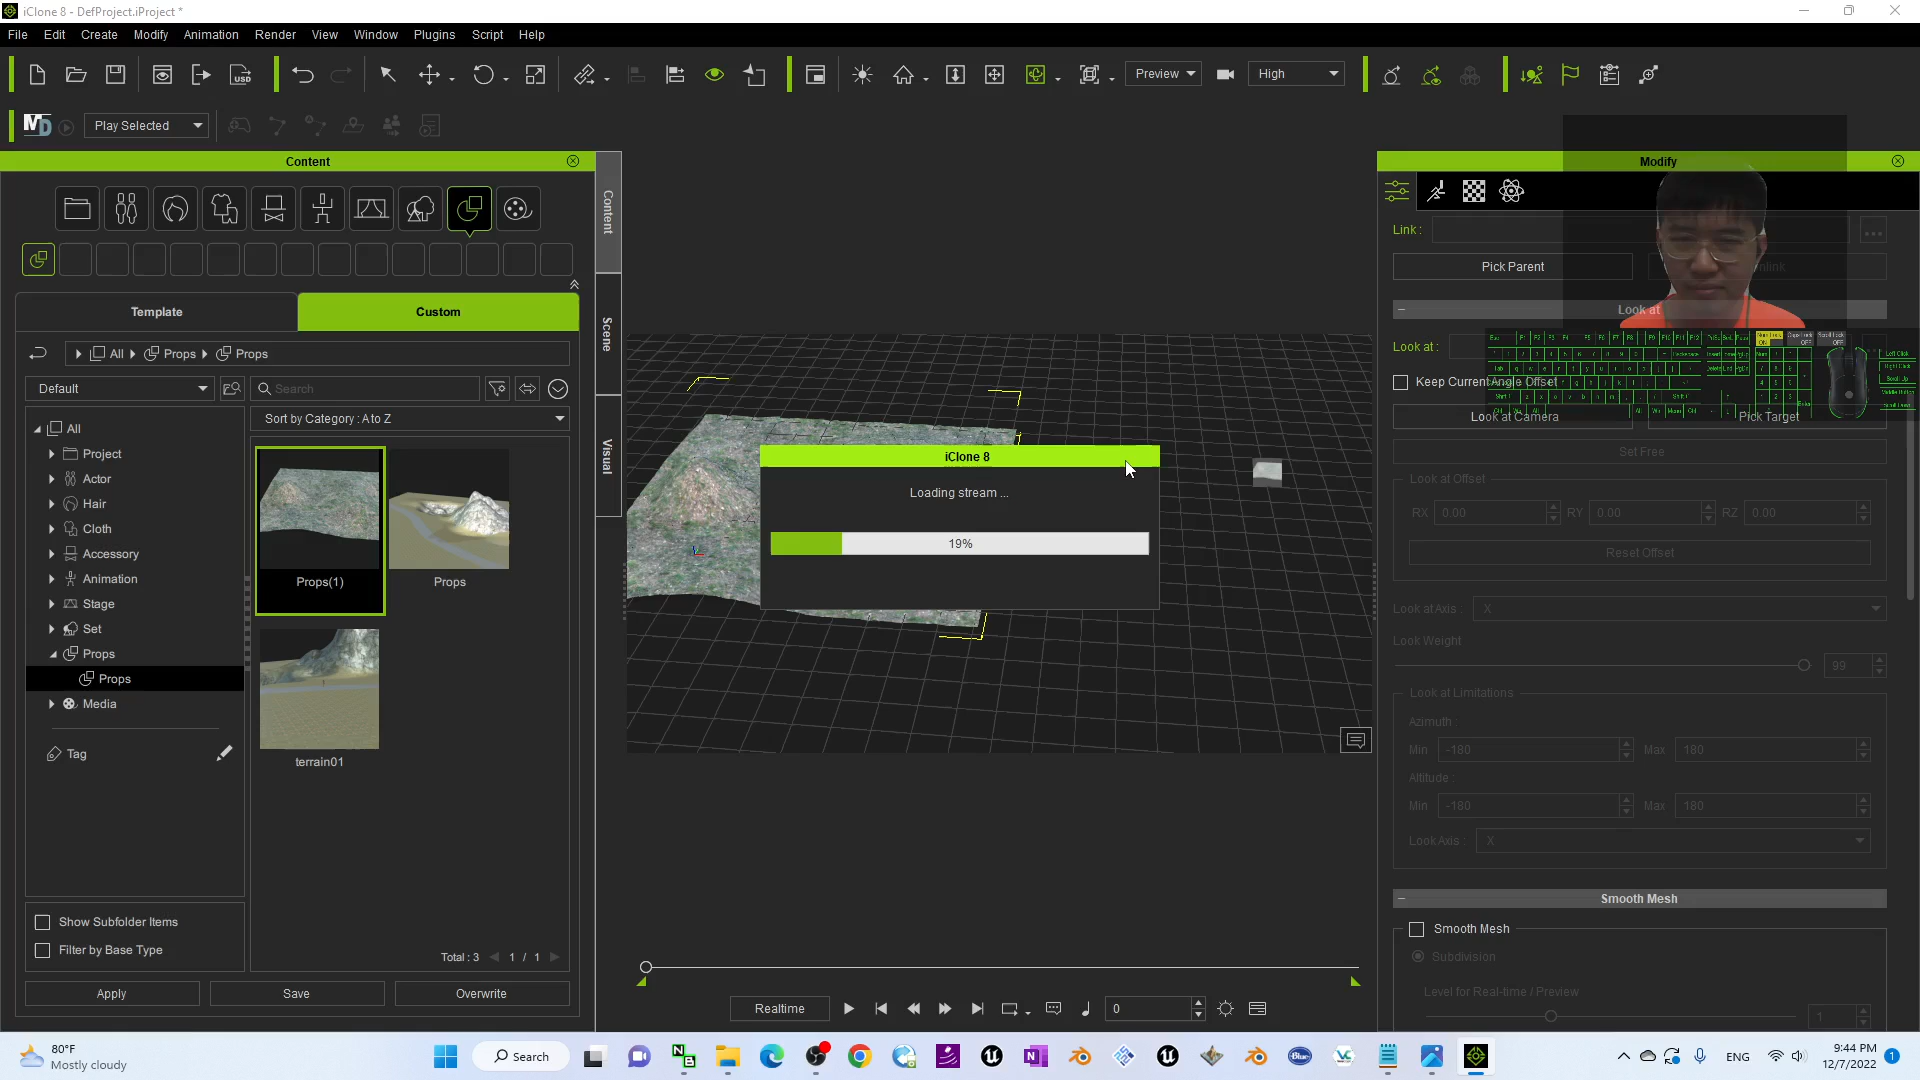 iClone 8 - DefProject.iProject *
File Edit Create Modify Animation Render View Window Plugins Script Help
USD
Preview
High
MD
Play Selected
Content
Modify
Content
Scene
Visual
Link :
Pick Parent
Template
Custom
Look at
Look at :
All Props Props
Default
Search
Keep Current Angle Offset
Sort by Category : A to Z
Look at Camera
Pick Target
All
Project
Actor
Hair
Cloth
Accessory
Animation
Stage
Set
Props
Props
Media
Tag
Props(1)
Props
terrain01
iClone 8
Loading stream ...
19%
Set Free
Look at Offset
RX 0.00 RY 0.00 RZ 0.00
Reset Offset
Look at Axis : X
Look Weight
99
Look at Limitations
Azimuth :
Min -180 Max 180
Altitude :
Min -180 Max 180
Look Axis : X
Smooth Mesh
Smooth Mesh
Subdivision
Level for Real-time / Preview
1
Show Subfolder Items
Filter by Base Type
Total : 3 1 / 1
Apply
Save
Overwrite
Realtime
0
80°F
Mostly cloudy
Search
ENG
9:44 PM
12/7/2022
1